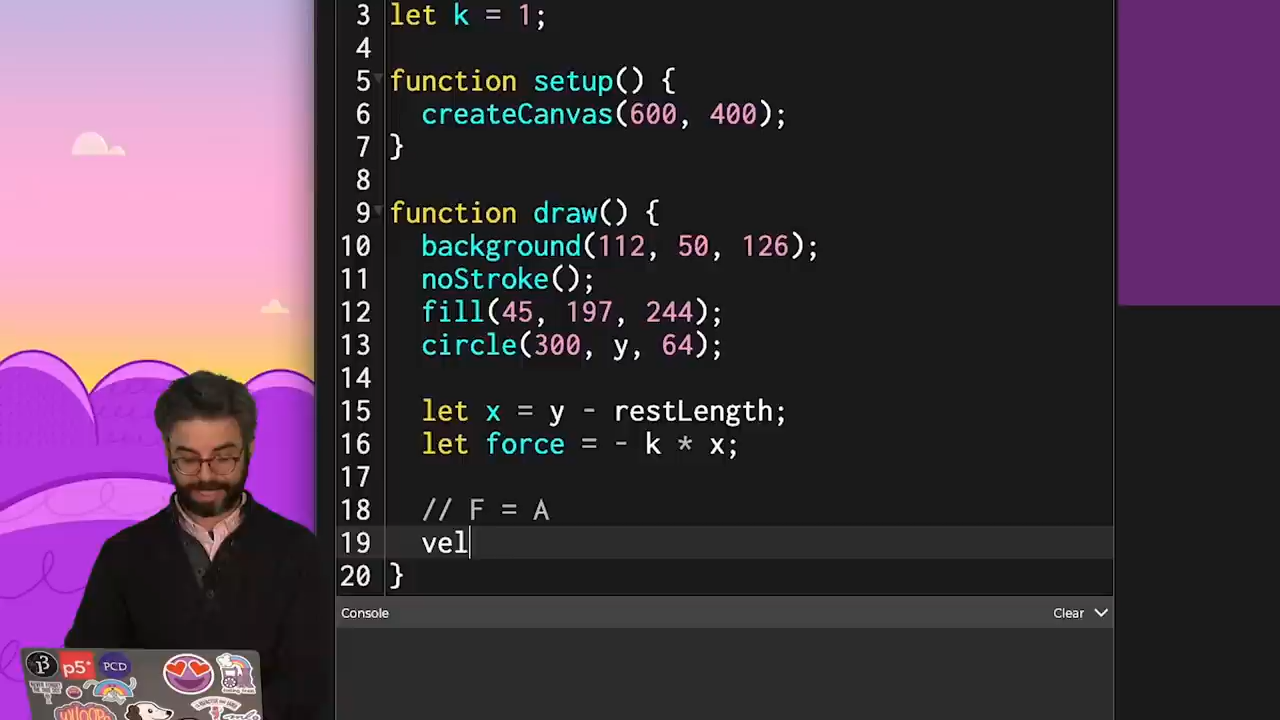 3 let k = 1;
4
5 function setup() {
6 createCanvas(600, 400);
7 }
8
9 function draw() {
10 background(112, 50, 126);
11 noStroke();
12 fill(45, 197, 244);
13 circle(300, y, 64);
14
15 let x = y - restLength;
16 let force = - k * x;
17
18 // F = A
19 vel
20 }
Console
Clear
p5*
PCD
WHOOPS